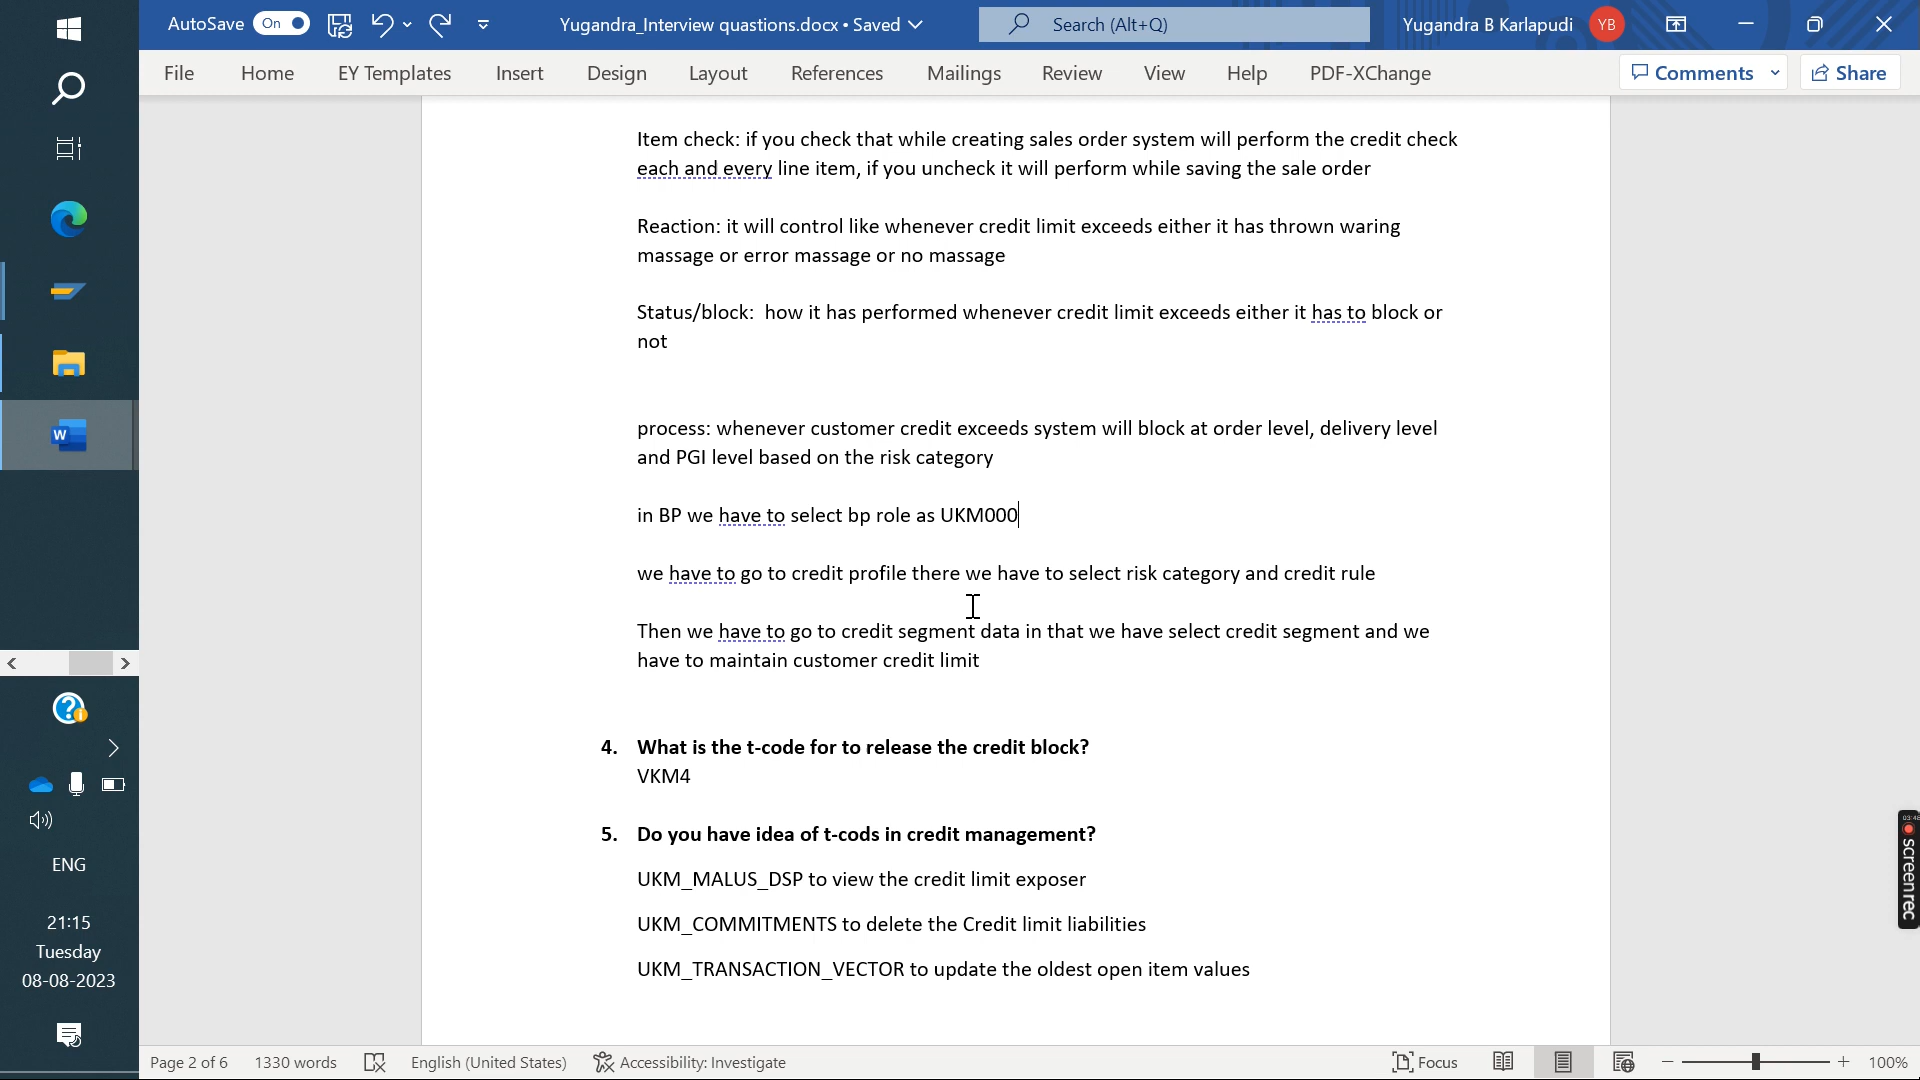 AutoSave On Yugandra_Interview quastions.docx • Saved Search (Alt+Q) Yugandra B Karlapudi YB
File Home EY Templates Insert Design Layout References Mailings Review View Help PDF-XChange Comments Share
Item check: if you check that while creating sales order system will perform the credit check
each and every line item, if you uncheck it will perform while saving the sale order
Reaction: it will control like whenever credit limit exceeds either it has thrown waring
massage or error massage or no massage
Status/block:  how it has performed whenever credit limit exceeds either it has to block or
not
process: whenever customer credit exceeds system will block at order level, delivery level
and PGI level based on the risk category
in BP we have to select bp role as UKM000
we have to go to credit profile there we have to select risk category and credit rule
Then we have to go to credit segment data in that we have select credit segment and we
have to maintain customer credit limit
4. What is the t-code for to release the credit block?
VKM4
5. Do you have idea of t-cods in credit management?
UKM_MALUS_DSP to view the credit limit exposer
UKM_COMMITMENTS to delete the Credit limit liabilities
UKM_TRANSACTION_VECTOR to update the oldest open item values
W
ENG
21:15
Tuesday
08-08-2023
screenrec
Page 2 of 6 1330 words English (United States) Accessibility: Investigate Focus 100%